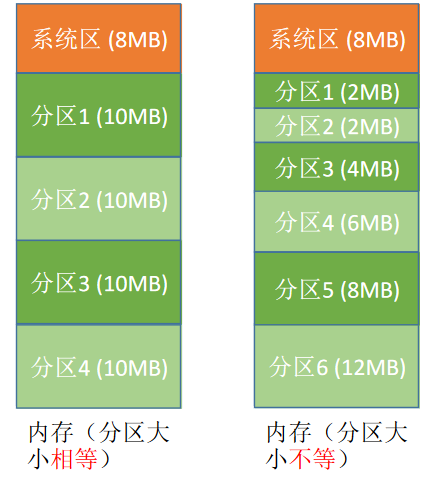 系统区 (8MB)
分区1 (10MB)
分区2 (10MB)
分区3 (10MB)
分区4 (10MB)
内存（分区大
小相等）
系统区 (8MB)
分区1 (2MB)
分区2 (2MB)
分区3 (4MB)
分区4 (6MB)
分区5 (8MB)
分区6 (12MB)
内存（分区大
小不等）